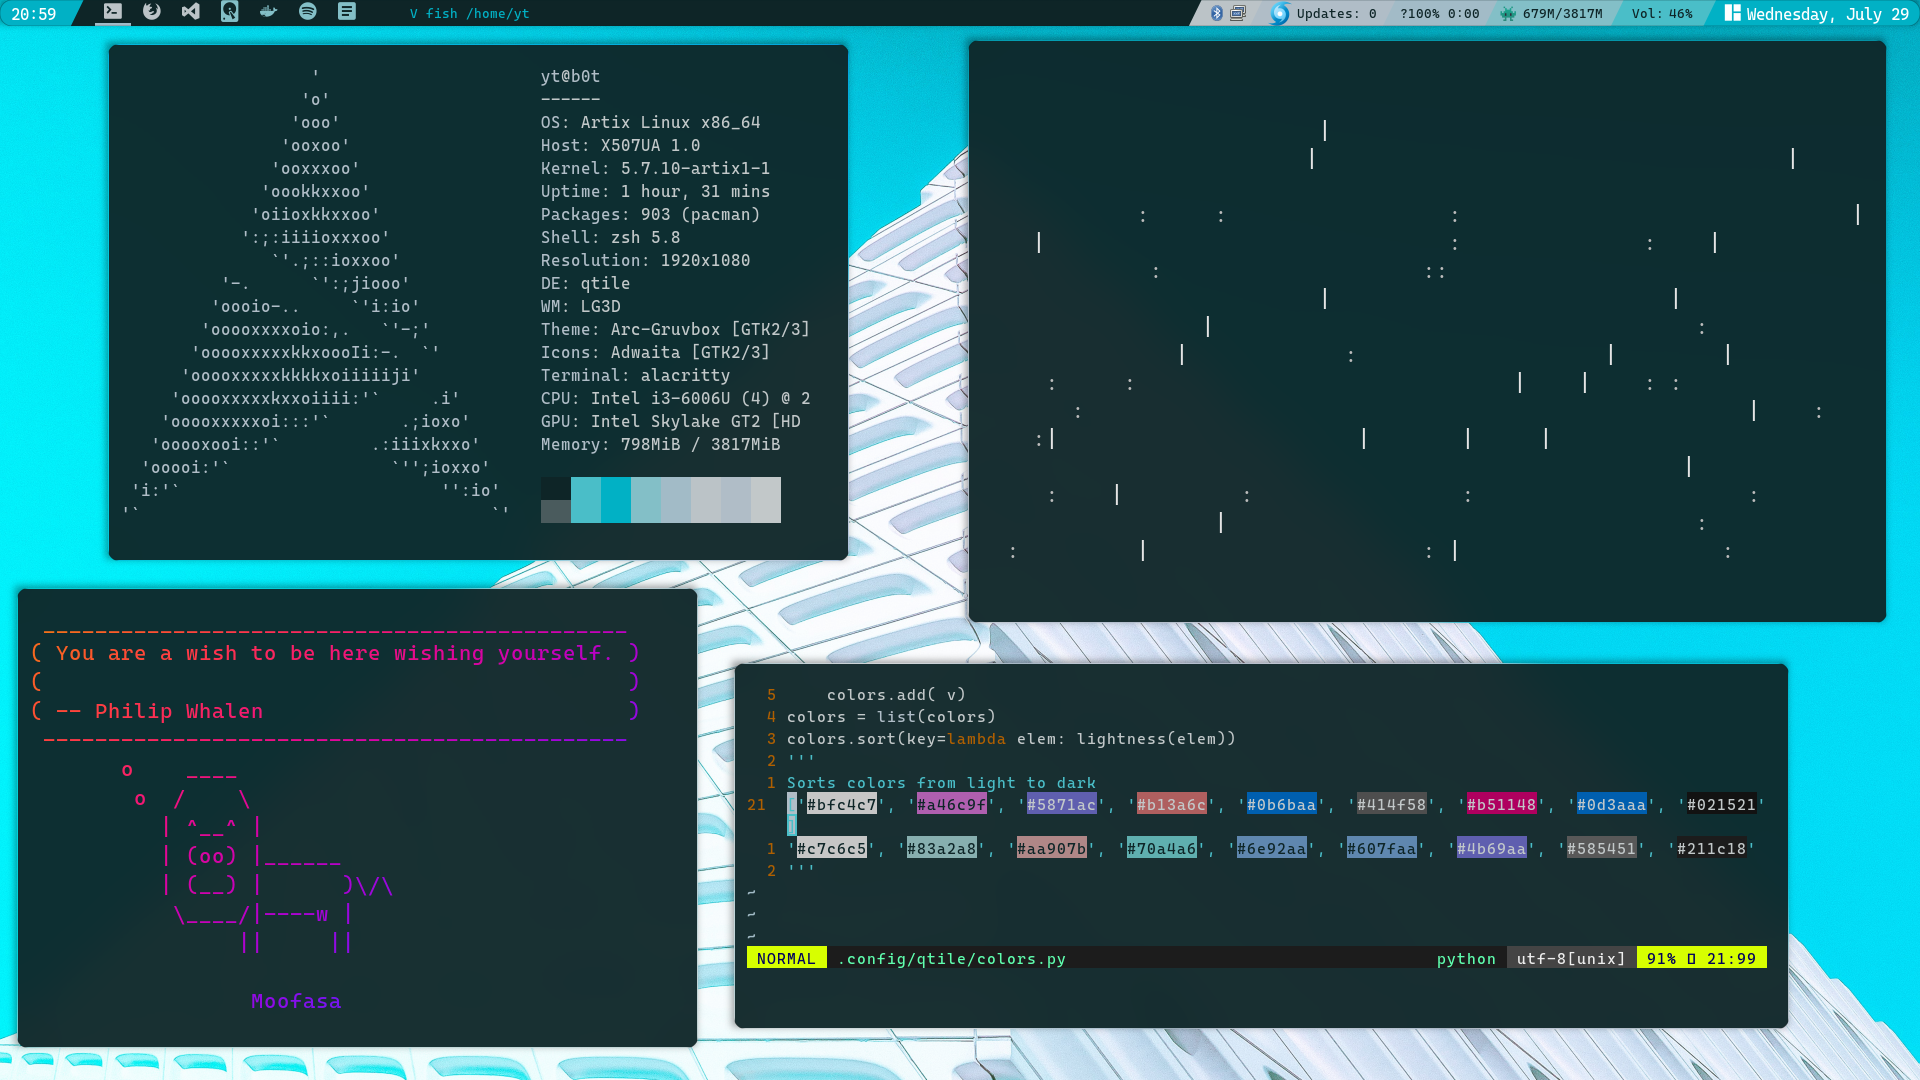 20:59
V fish /home/yt
Updates: 0
?100% 0:00
679M/3817M
Vol: 46%
Wednesday, July 29
'
'o'
'ooo'
'ooxoo'
'ooxxxoo'
'oookkxxoo'
'oiioxkkxxoo'
':;:iiiioxxxoo'
`'.;::ioxxoo'
'-.      `':;jiooo'
'oooio-..     `'i:io'
'ooooxxxxoio:,.   `'-;'
'ooooxxxxxkkxoooIi:-.  `'
'ooooxxxxxkkkkxoiiiiiji'
'ooooxxxxxkxxoiiii:'`     .i'
'ooooxxxxxoi:::'`       .;ioxo'
'ooooxooi::'`         .:iiixkxxo'
'ooooi:'`                `'';ioxxo'
'i:'`                          '':io'
'`                                   `'
yt@b0t
------
OS: Artix Linux x86_64
Host: X507UA 1.0
Kernel: 5.7.10-artix1-1
Uptime: 1 hour, 31 mins
Packages: 903 (pacman)
Shell: zsh 5.8
Resolution: 1920x1080
DE: qtile
WM: LG3D
Theme: Arc-Gruvbox [GTK2/3]
Icons: Adwaita [GTK2/3]
Terminal: alacritty
CPU: Intel i3-6006U (4) @ 2
GPU: Intel Skylake GT2 [HD
Memory: 798MiB / 3817MiB
( You are a wish to be here wishing yourself. )
(                                             )
( -- Philip Whalen                            )
o     ____
 o  /    \
   | ^__^ |
   | (oo) |______
   | (__) |      )\/\
    \____/|----w |
         ||     ||
Moofasa
5     colors.add( v)
4 colors = list(colors)
3 colors.sort(key=lambda elem: lightness(elem))
2 '''
1 Sorts colors from light to dark
21 ['#bfc4c7', '#a46c9f', '#5871ac', '#b13a6c', '#0b6baa', '#414f58', '#b51148', '#0d3aaa', '#021521'
]
1 '#c7c6c5', '#83a2a8', '#aa907b', '#70a4a6', '#6e92aa', '#607faa', '#4b69aa', '#585451', '#211c18'
2 '''
~
~
~
NORMAL .config/qtile/colors.py python utf-8[unix] 91% 21:99